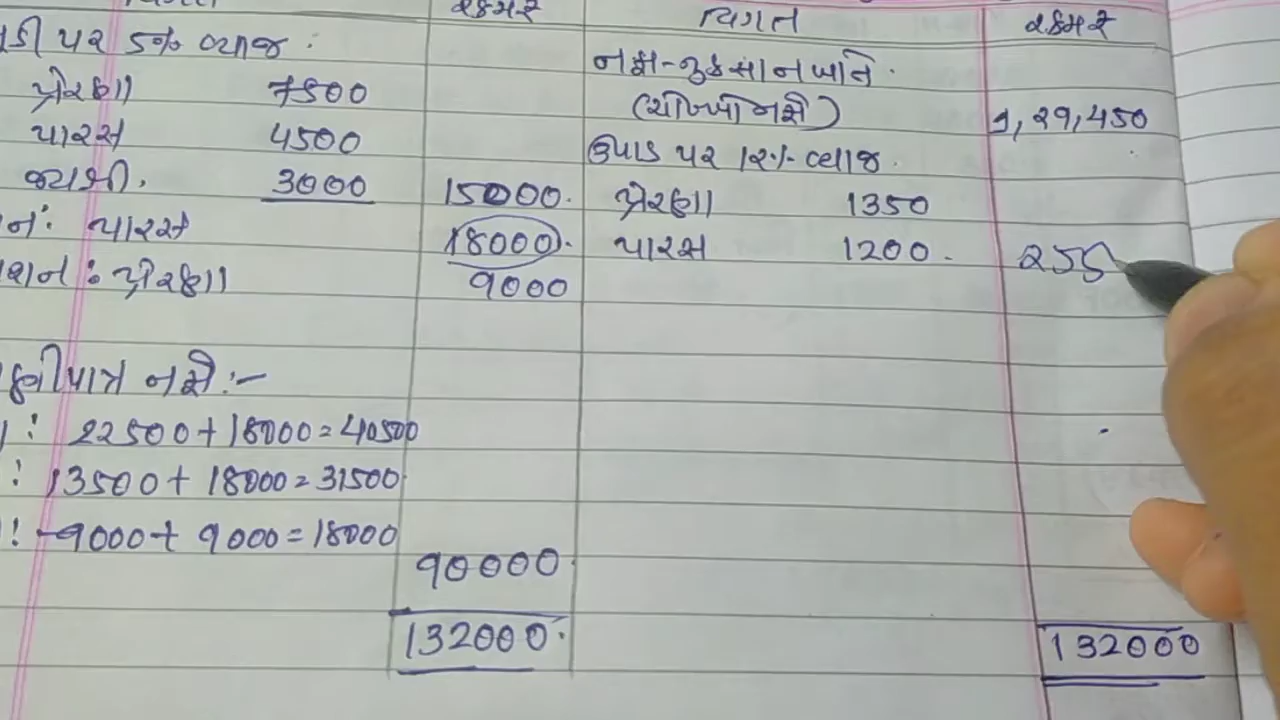 રકમ ₹ વિગત રકમ ₹
પર 5% વ્યાજ :
પ્રેરણા 7500
પારસ 4500
જયશ્રી. 3000 15000.
પારસ 18000.
: પ્રેરણા 9000
નફા-નુકસાન ખાતે.
(ચોખ્ખો નફો) 1,29,450
ઉપાડ પર 12% વ્યાજ.
પ્રેરણા 1350
પારસ 1200. 255
નફો :-
: 22500+18000=40500
: 13500+18000=31500
: 9000+9000=18000
90000
132000. 132000